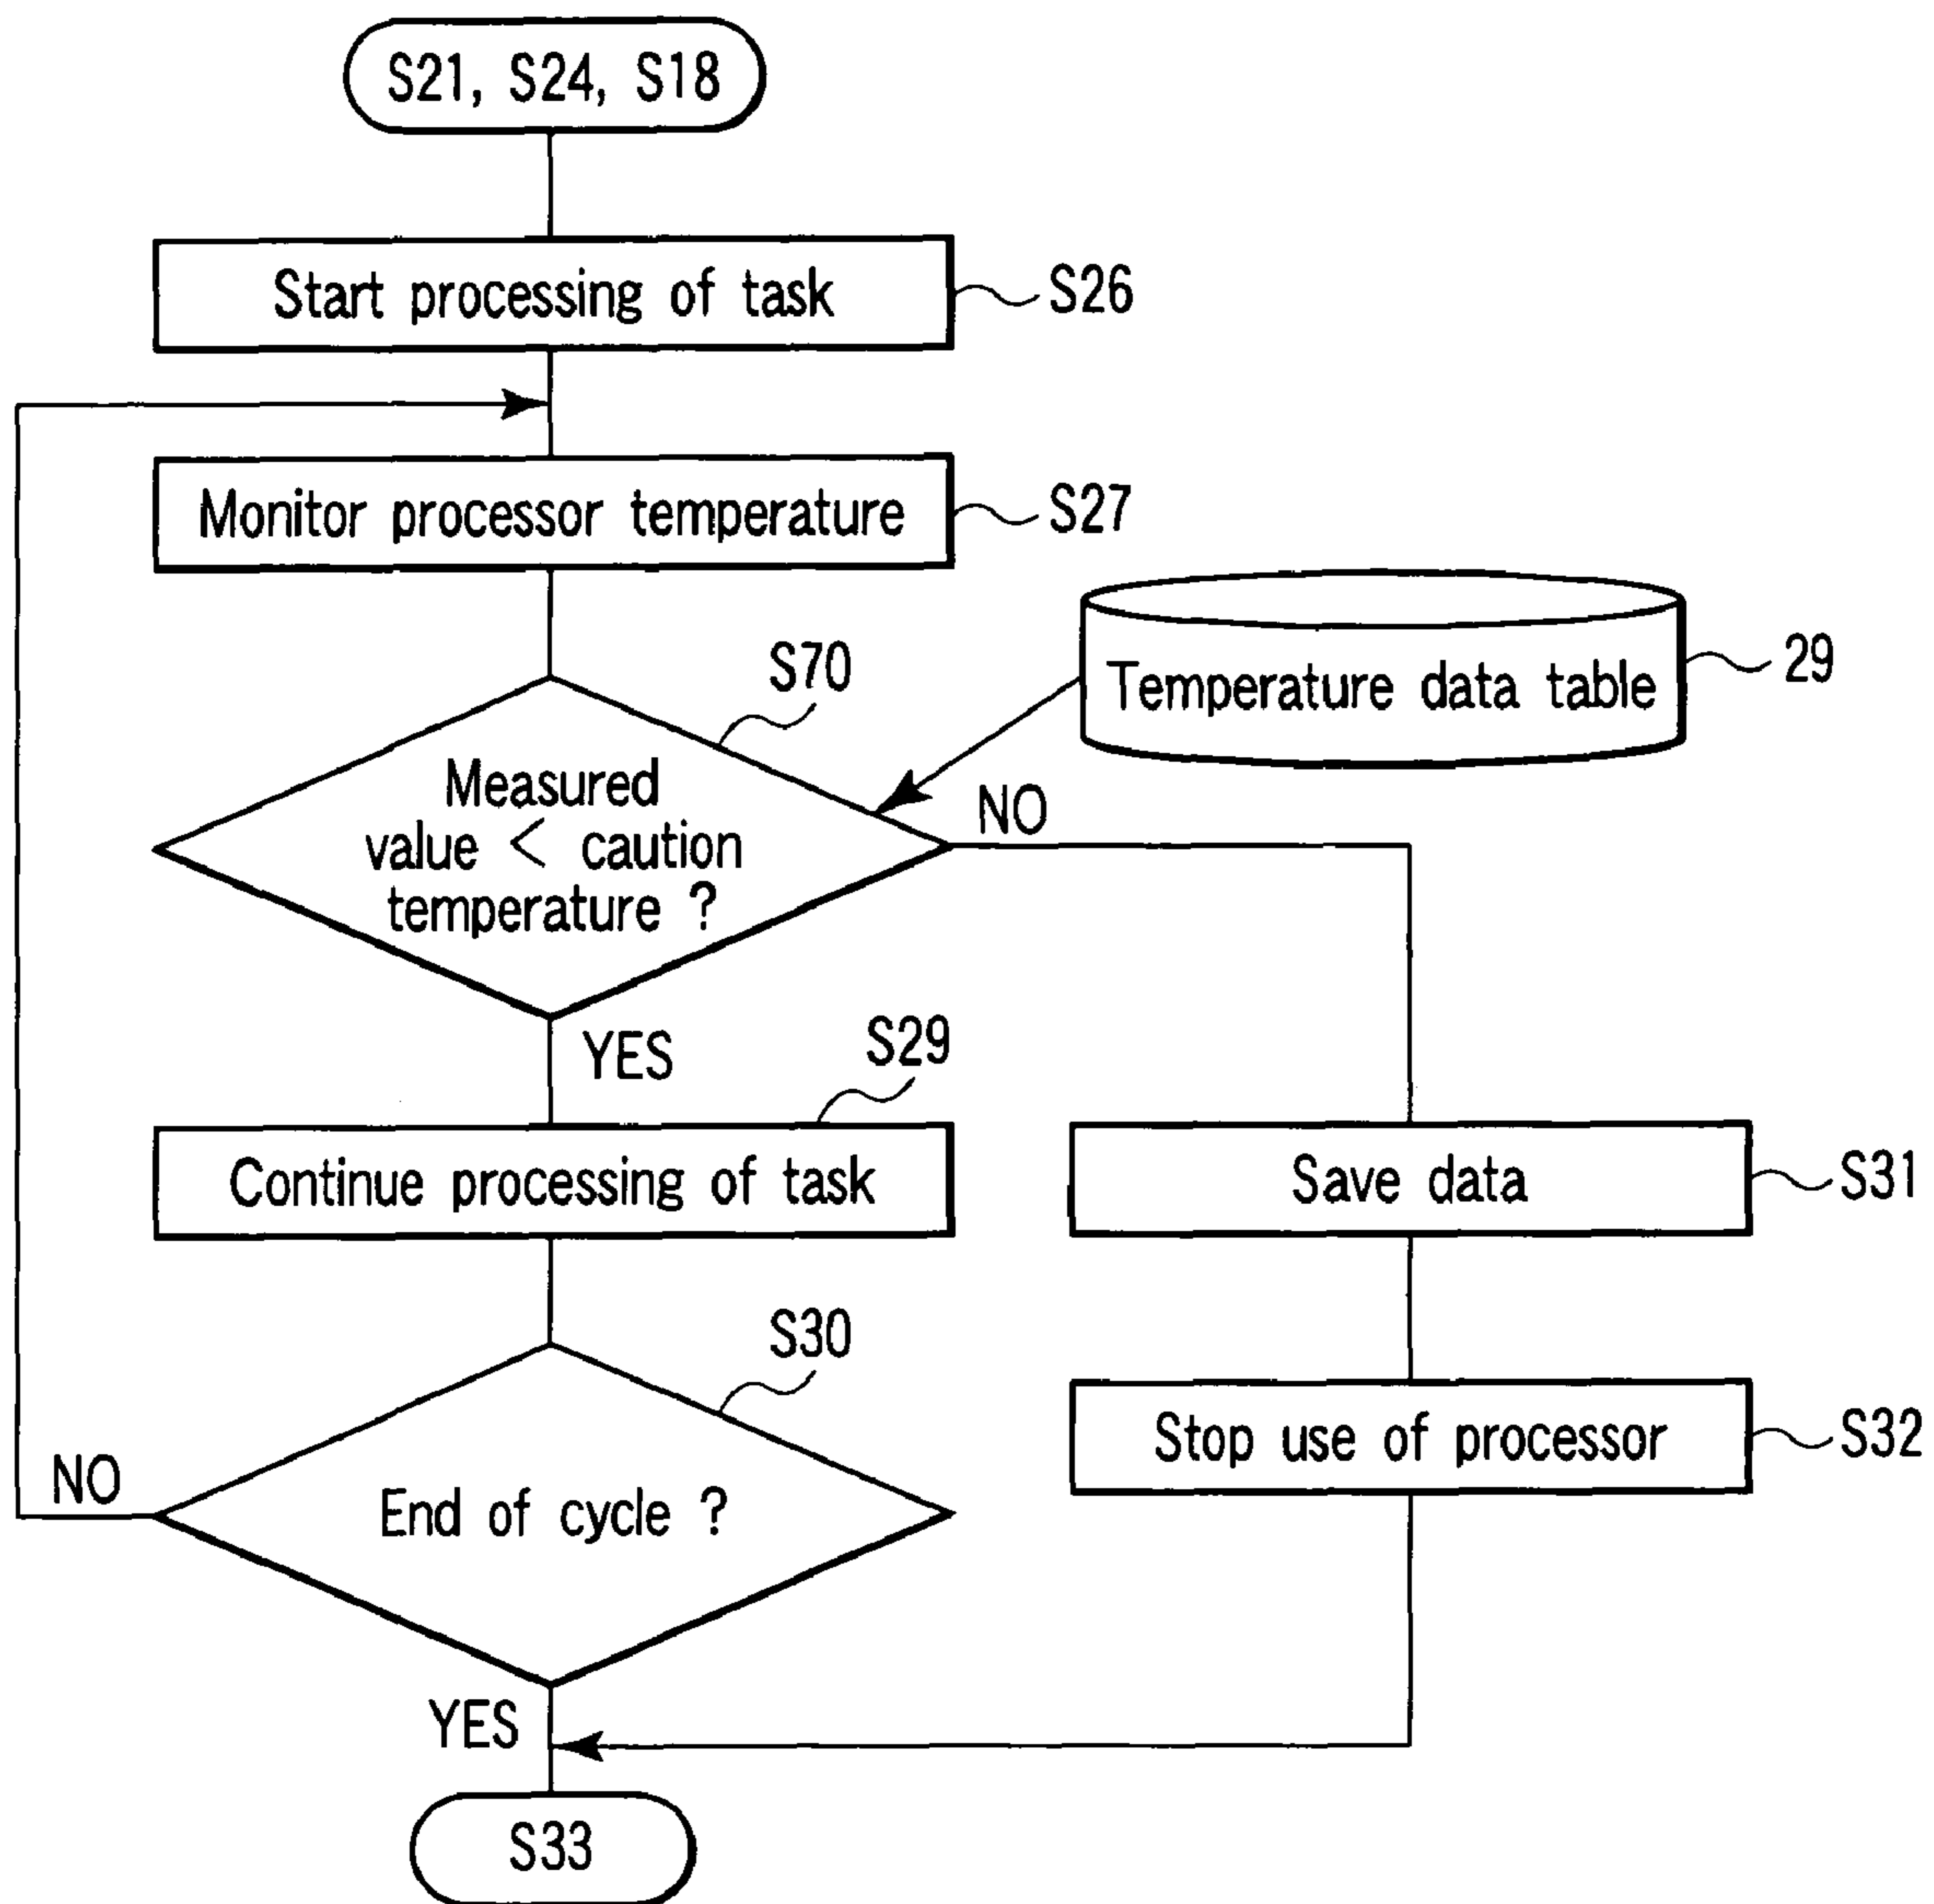 S21, S24, S18
Start processing of task
S26
Monitor processor temperature
S27
Temperature data table
29
S70
Measured
value < caution
temperature ?
NO
YES
S29
Continue processing of task
Save data
S31
S30
End of cycle ?
NO
Stop use of processor
S32
YES
S33